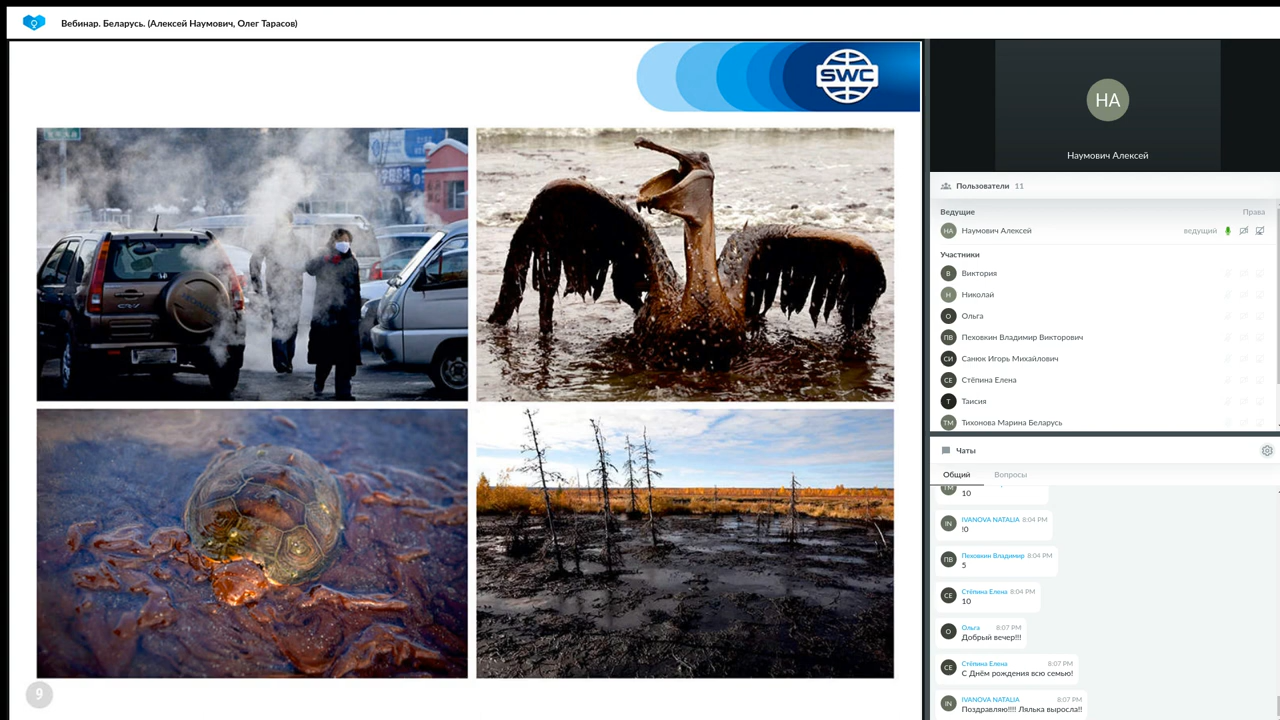 Вебинар. Беларусь. (Алексей Наумович, Олег Тарасов)
SWC
CRV
9
НА
Наумович Алексей
Пользователи 11
Ведущие Права
НА Наумович Алексей ведущий
Участники
В Виктория
Н Николай
О Ольга
ПВ Пеховкин Владимир Викторович
СИ Санюк Игорь Михайлович
СЕ Стёпина Елена
Т Таисия
ТМ Тихонова Марина Беларусь
Чаты
Общий Вопросы
ТМ
10
IN IVANOVA NATALIA 8:04 PM
!0
ПВ Пеховкин Владимир 8:04 PM
5
СЕ Стёпина Елена 8:04 PM
10
О Ольга 8:07 PM
Добрый вечер!!!
СЕ Стёпина Елена 8:07 PM
С Днём рождения всю семью!
IN IVANOVA NATALIA 8:07 PM
Поздравляю!!!! Лялька выросла!!